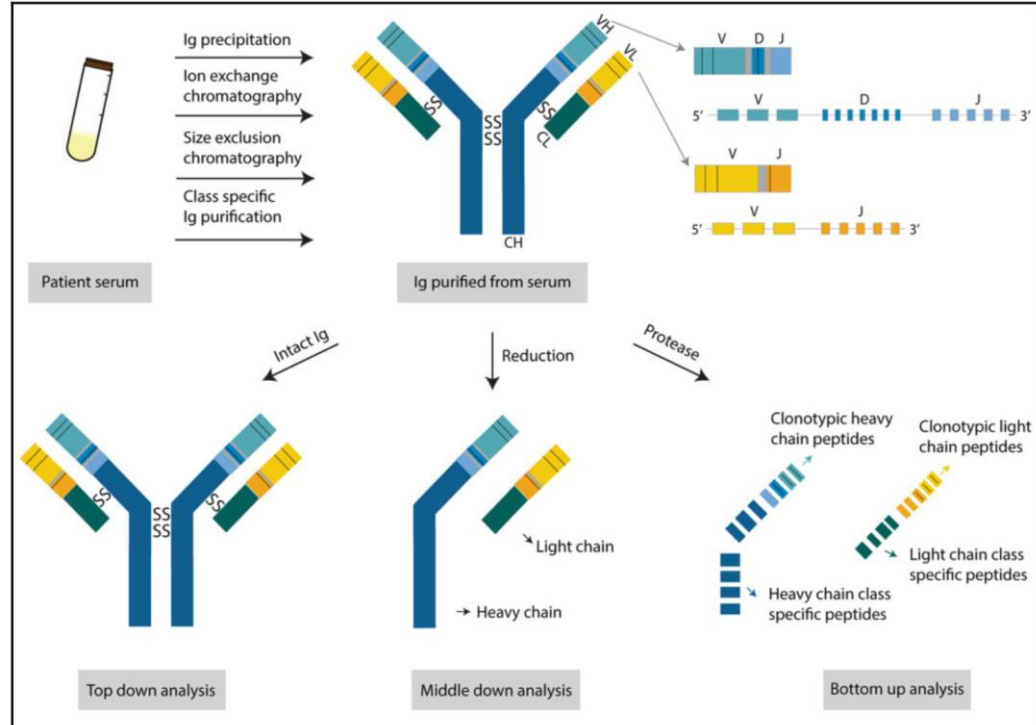 Ig precipitation
Ion exchange
chromatography
Size exclusion
chromatography
Class specific
Ig purification
Patient serum
VH
VL
SS
SS
SS
SS
CL
CH
Ig purified from serum
V D J
V D J
5′ 3′
V J
V J
5′ 3′
Intact Ig
Reduction
Protease
SS
SS
SS
SS
Top down analysis
Light chain
Heavy chain
Middle down analysis
Clonotypic heavy
chain peptides
Clonotypic light
chain peptides
Light chain class
specific peptides
Heavy chain class
specific peptides
Bottom up analysis